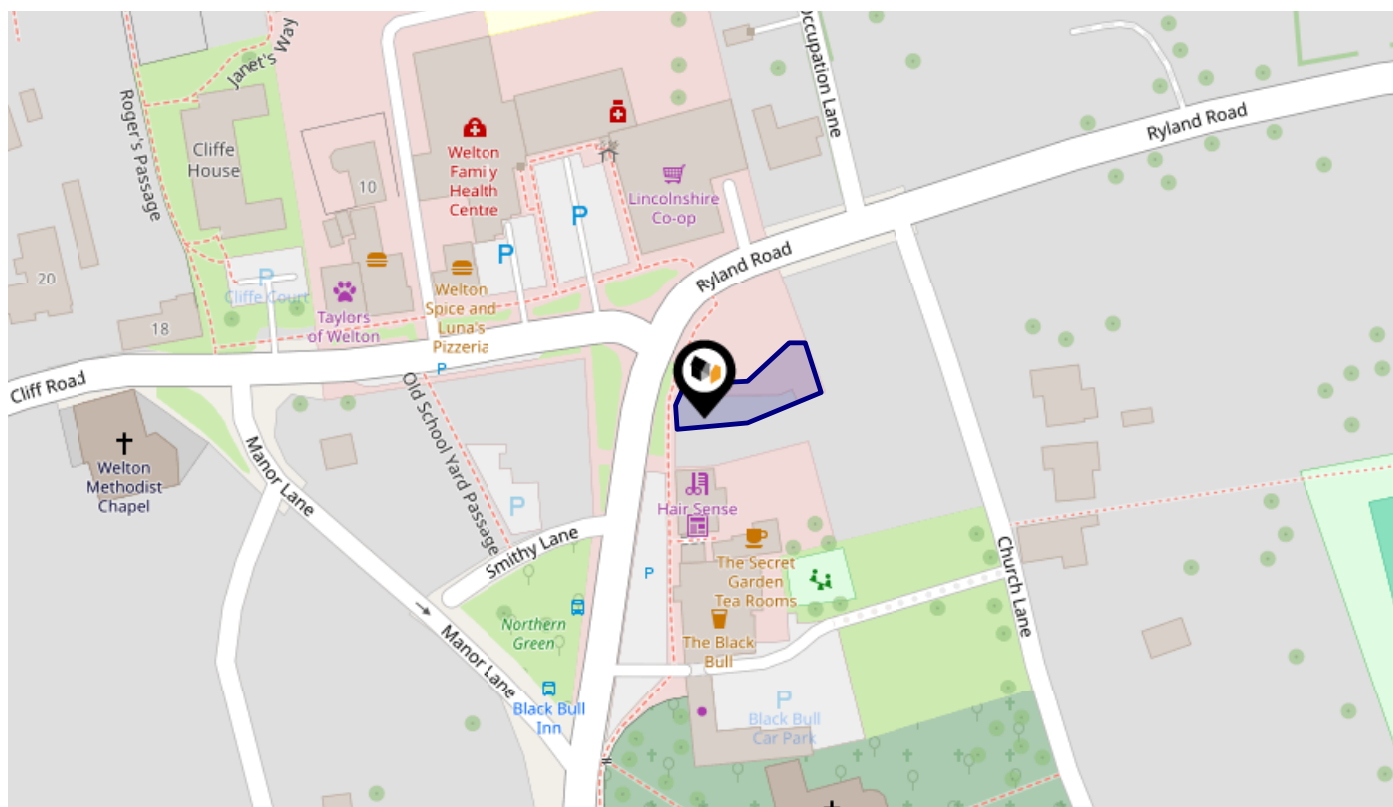 Janet's Way
Roger's Passage
Cliffe
House
10
Welton
Family
Health
Centre
Lincolnshire
Co-op
Occupation Lane
Ryland Road
Ryland Road
20
P
Cliffe Court
P
P
18
Taylors
of Welton
Welton
Spice and
Luna's
Pizzeria
P
Cliff Road
Old School Yard Passage
Manor Lane
Welton
Methodist
Chapel
P
Smithy Lane
Hair Sense
P
The Secret
Garden
Tea Rooms
Church Lane
Northern
Green
Manor Lane
The Black
Bull
Black Bull
Inn
P
Black Bull
Car Park